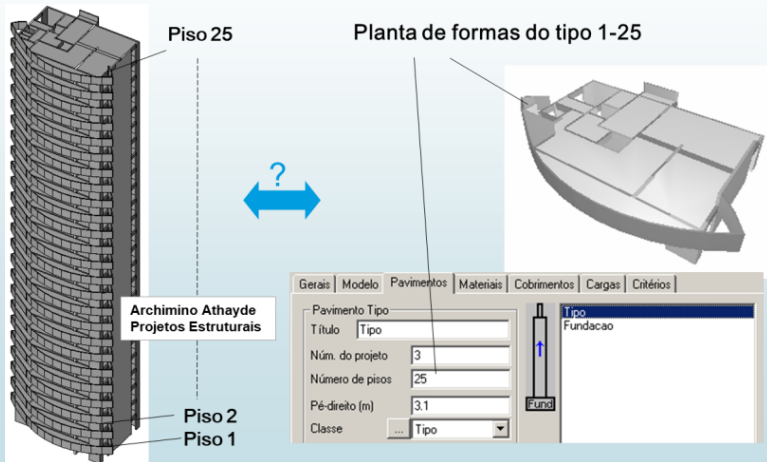 Piso 25
Planta de formas do tipo 1-25
?
Archimino Athayde
Projetos Estruturais
Piso 2
Piso 1
Gerais Modelo Pavimentos Materiais Cobrimentos Cargas Critérios
Pavimento Tipo
Título Tipo
Núm. do projeto 3
Número de pisos 25
Pé-direito (m) 3.1
Classe ... Tipo
Fund
Tipo
Fundacao